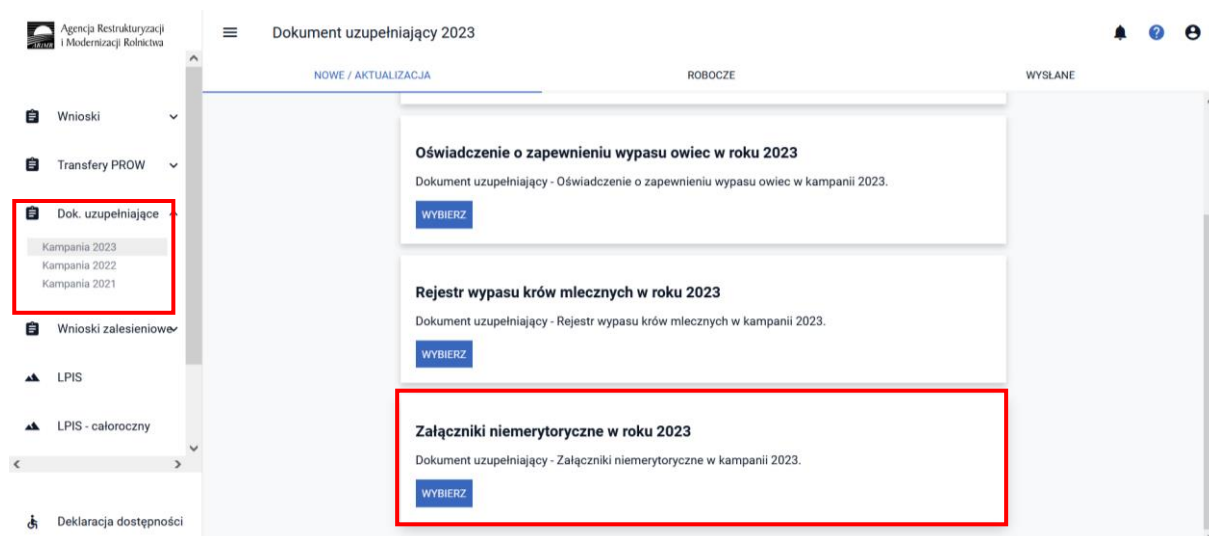 Agencja Restrukturyzacji
i Modernizacji Rolnictwa
ARiMR
Dokument uzupełniający 2023
NOWE / AKTUALIZACJA
ROBOCZE
WYSŁANE
Wnioski
Transfery PROW
Dok. uzupełniające
Kampania 2023
Kampania 2022
Kampania 2021
Wnioski zalesieniowe
LPIS
LPIS - całoroczny
Deklaracja dostępności
Oświadczenie o zapewnieniu wypasu owiec w roku 2023
Dokument uzupełniający - Oświadczenie o zapewnieniu wypasu owiec w kampanii 2023.
WYBIERZ
Rejestr wypasu krów mlecznych w roku 2023
Dokument uzupełniający - Rejestr wypasu krów mlecznych w kampanii 2023.
WYBIERZ
Załączniki niemerytoryczne w roku 2023
Dokument uzupełniający - Załączniki niemerytoryczne w kampanii 2023.
WYBIERZ